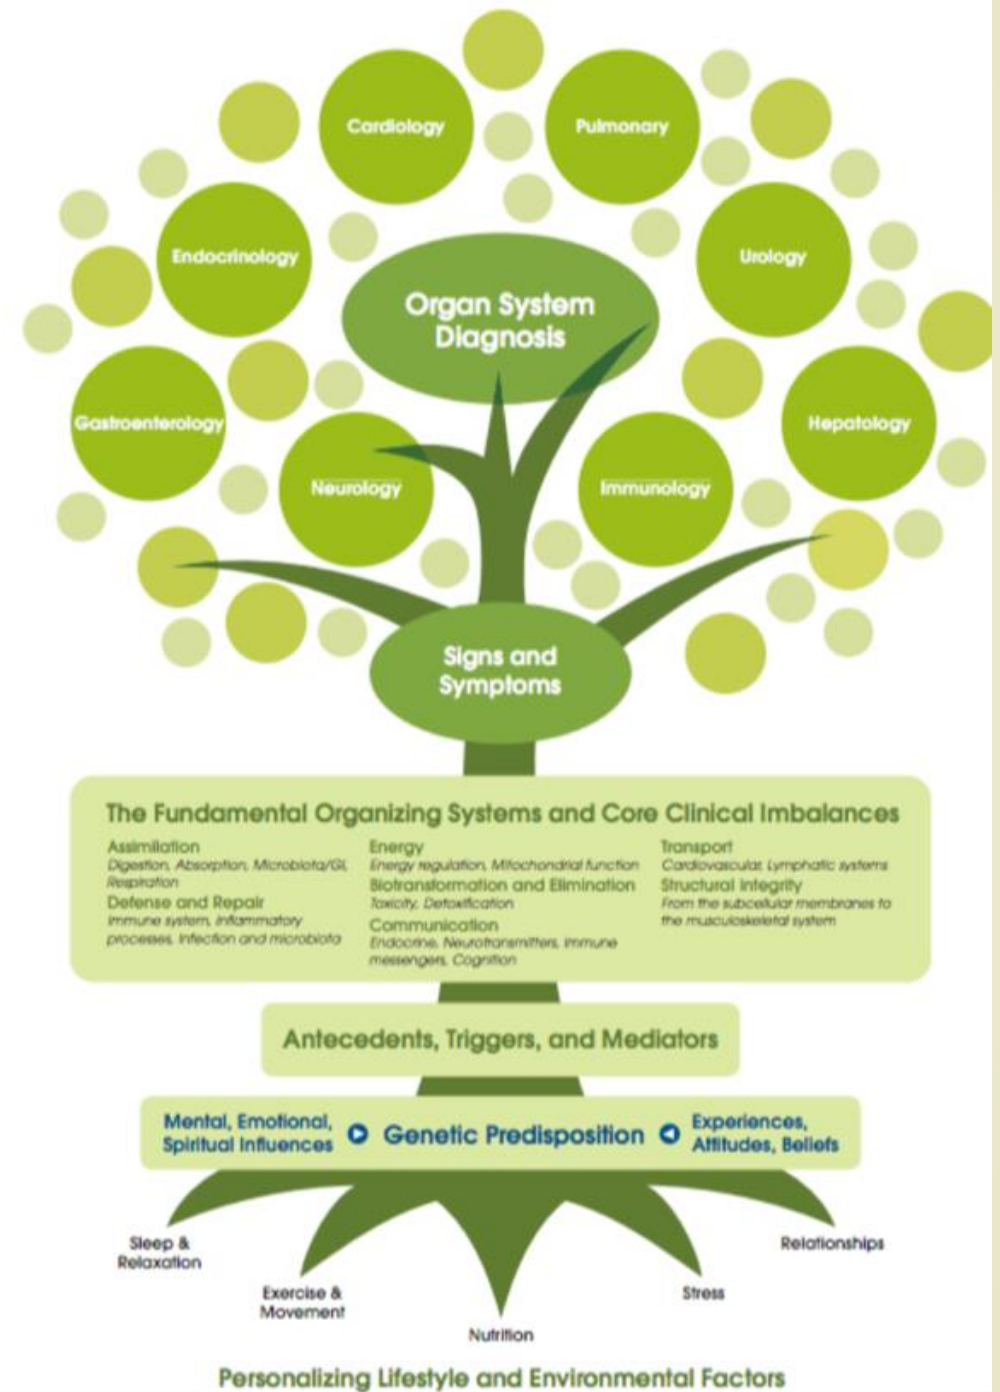 Cardiology
Pulmonary
Endocrinology
Urology
Organ System
Diagnosis
Gastroenterology
Hepatology
Neurology
Immunology
Signs and
Symptoms
The Fundamental Organizing Systems and Core Clinical Imbalances
Assimilation
Digestion, Absorption, Microbiota/GI,
Respiration
Defense and Repair
Immune system, Inflammatory
processes, Infection and microbiota
Energy
Energy regulation, Mitochondrial function
Biotransformation and Elimination
Toxicity, Detoxification
Communication
Endocrine, Neurotransmitters, Immune
messengers, Cognition
Transport
Cardiovascular, Lymphatic systems
Structural Integrity
From the subcellular membranes to
the musculoskeletal system
Antecedents, Triggers, and Mediators
Mental, Emotional,
Spiritual Influences
Genetic Predisposition
Experiences,
Attitudes, Beliefs
Sleep &
Relaxation
Exercise &
Movement
Nutrition
Stress
Relationships
Personalizing Lifestyle and Environmental Factors